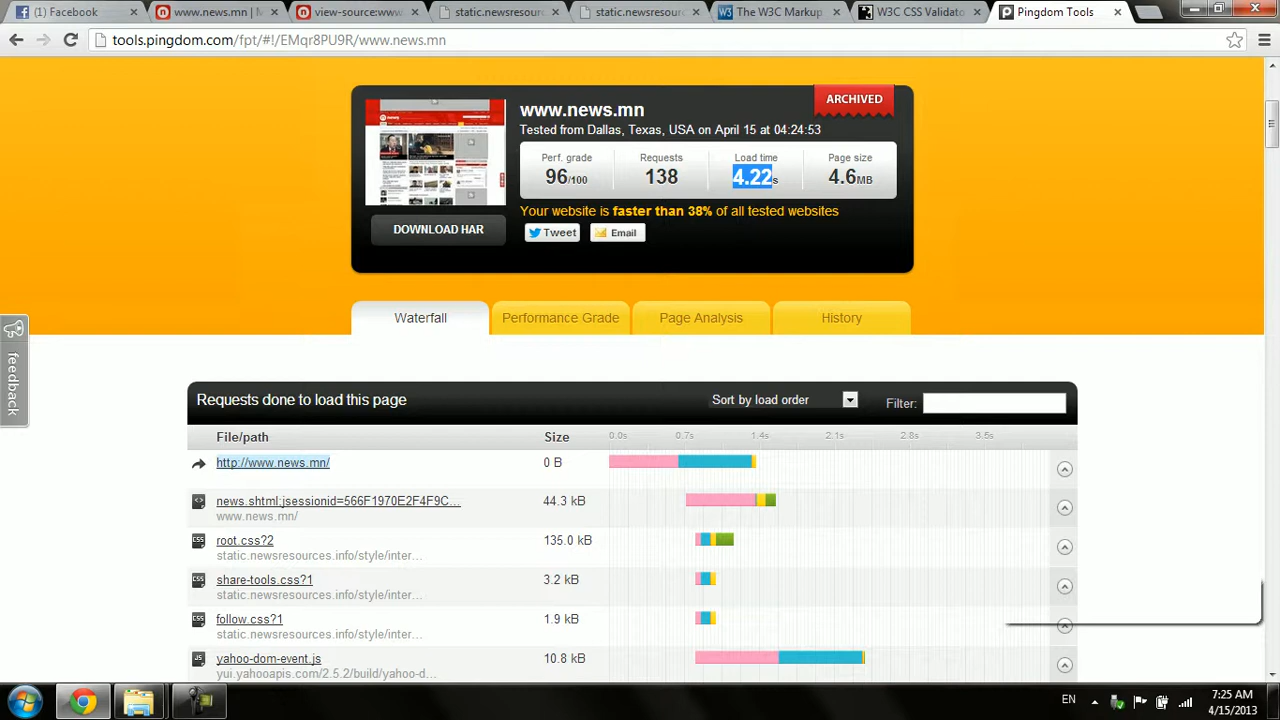 Facebook
www.news.mn | M
view-source:www
static.newsresourc
static.newsresourc
The W3C Markup
W3C CSS Validato
Pingdom Tools
tools.pingdom.com/fpt/#!/EMqr8PU9R/www.news.mn
ARCHIVED
www.news.mn
Tested from Dallas, Texas, USA on April 15 at 04:24:53
Perf. grade
Requests
Load time
Page size
96/100
138
4.22s
4.6MB
Your website is faster than 38% of all tested websites
DOWNLOAD HAR
Tweet
Email
Waterfall
Performance Grade
Page Analysis
History
feedback
Requests done to load this page
Sort by load order
Filter:
File/path
Size
0.0s
0.7s
1.4s
2.1s
2.8s
3.5s
http://www.news.mn/
0 B
news.shtml;jsessionid=566F1970E2F4F9C...
44.3 kB
www.news.mn/
root.css?2
135.0 kB
static.newsresources.info/style/inter...
share-tools.css?1
3.2 kB
static.newsresources.info/style/inter...
follow.css?1
1.9 kB
static.newsresources.info/style/inter...
yahoo-dom-event.js
10.8 kB
yui.yahooapis.com/2.5.2/build/yahoo-d...
EN
7:25 AM
4/15/2013